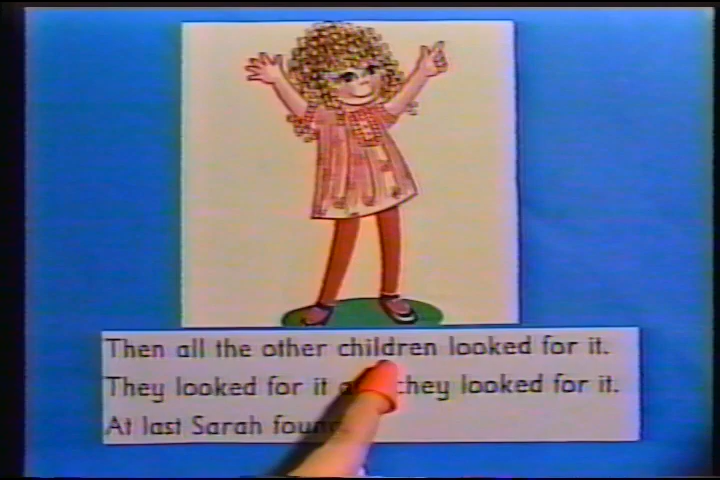 Then all the other children looked for it.
They looked for it they looked for it.
At last Sarah found